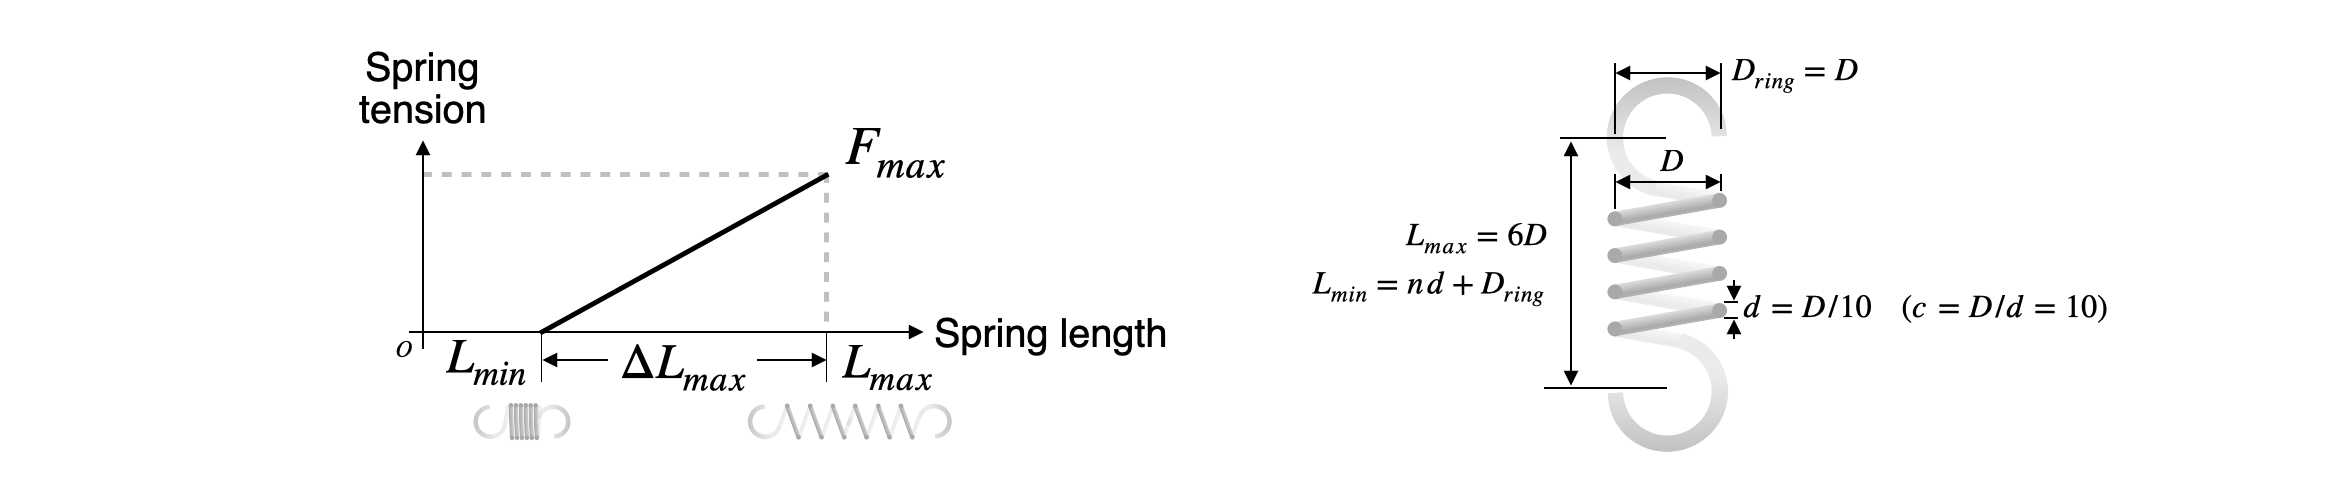 Spring
tension
F_max
O
L_min
ΔL_max
L_max
Spring length
D_ring = D
D
L_max = 6D
L_min = nd + D_ring
d = D/10 (c = D/d = 10)